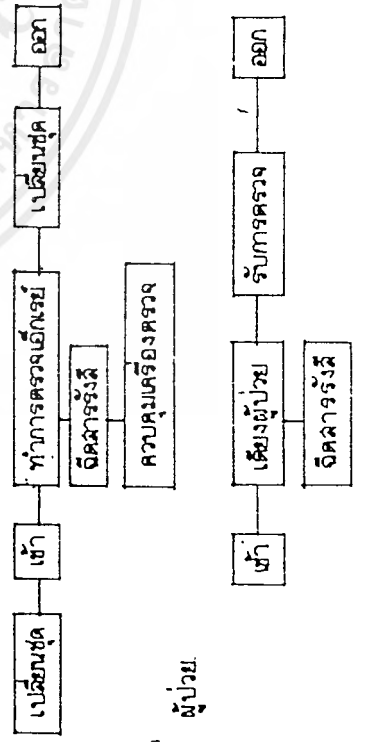 เปลี่ยนชุด
เข้า
ทำการตรวจเอ็กเรย์
เปลี่ยนชุด
ออก
ฉีดสารรังสี
ควบคุมเครื่องตรวจ
ผู้ป่วย
เข้า
เตียงผู้ป่วย
รับการตรวจ
ออก
ฉีดสารรังสี